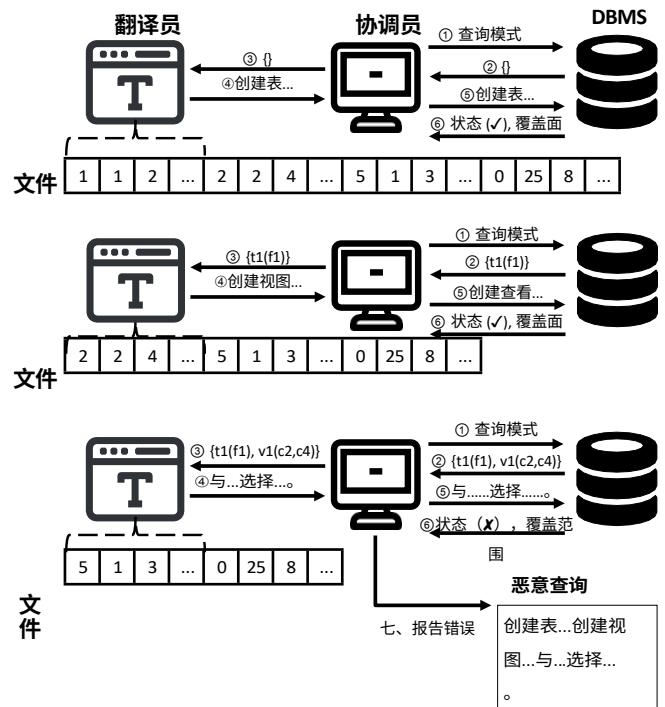 翻译员 协调员 DBMS
① 查询模式
③ {} ② {}
④创建表... ⑤创建表...
⑥ 状态 (✓), 覆盖面
文件 1 1 2 ... 2 2 4 ... 5 1 3 ... 0 25 8 ...
① 查询模式
③ {t1(f1)} ② {t1(f1)}
④创建视图... ⑤创建查看...
⑥ 状态 (✓), 覆盖面
文件 2 2 4 ... 5 1 3 ... 0 25 8 ...
① 查询模式
③ {t1(f1), v1(c2,c4)} ② {t1(f1), v1(c2,c4)}
④与...选择...。 ⑤与......选择......。
⑥状态（✘），覆盖范
围
5 1 3 ... 0 25 8 ...
文
件
恶意查询
七、报告错误
创建表...创建视
图...与...选择...
。